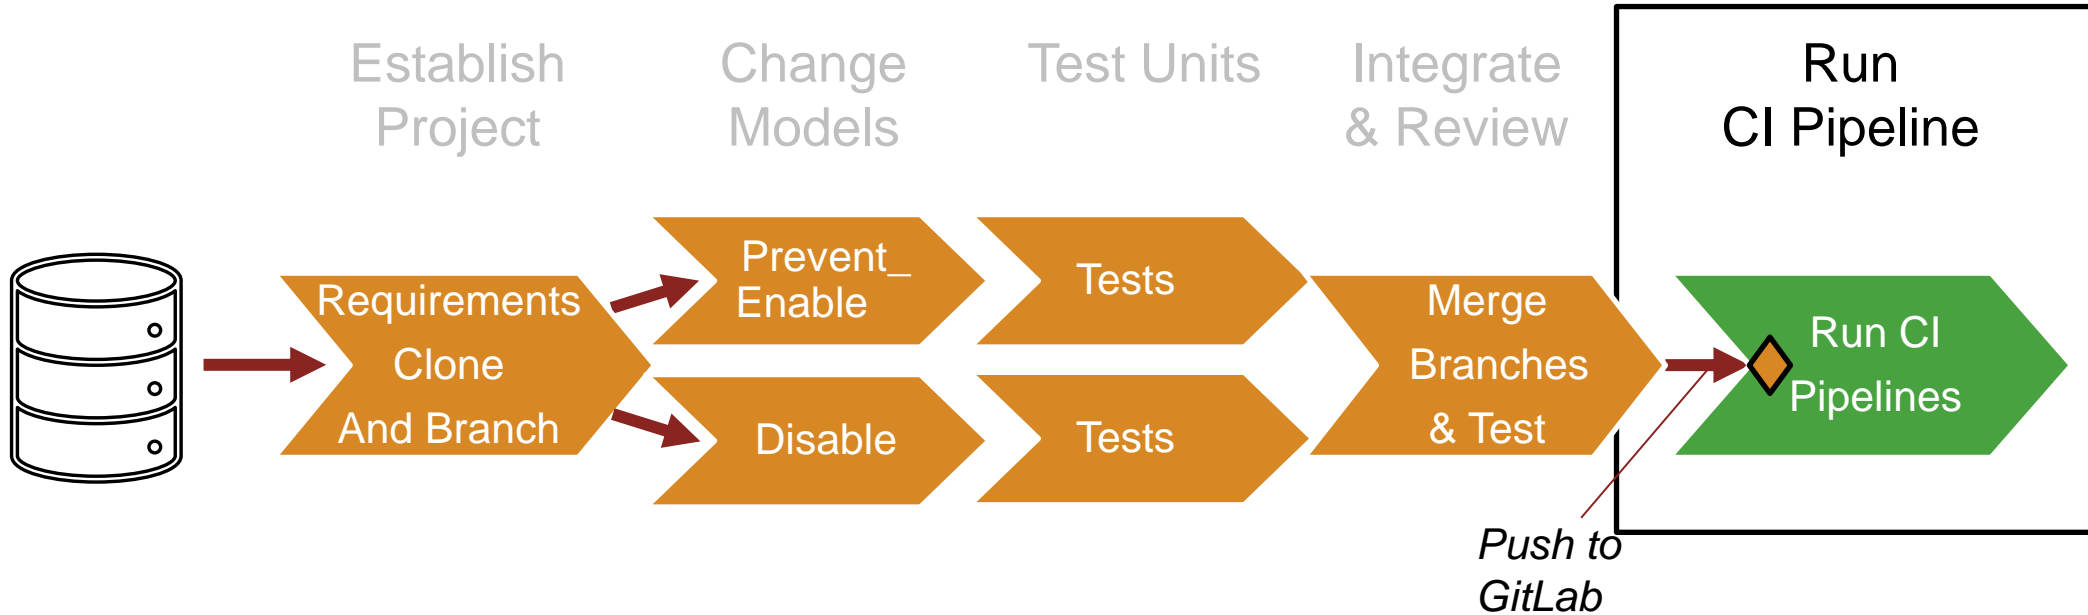 Establish
Project
Change
Models
Test Units
Integrate
& Review
Run
CI Pipeline
Requirements
Clone
And Branch
Prevent_
Enable
Tests
Disable
Tests
Merge
Branches
& Test
Run CI
Pipelines
Push to
GitLab